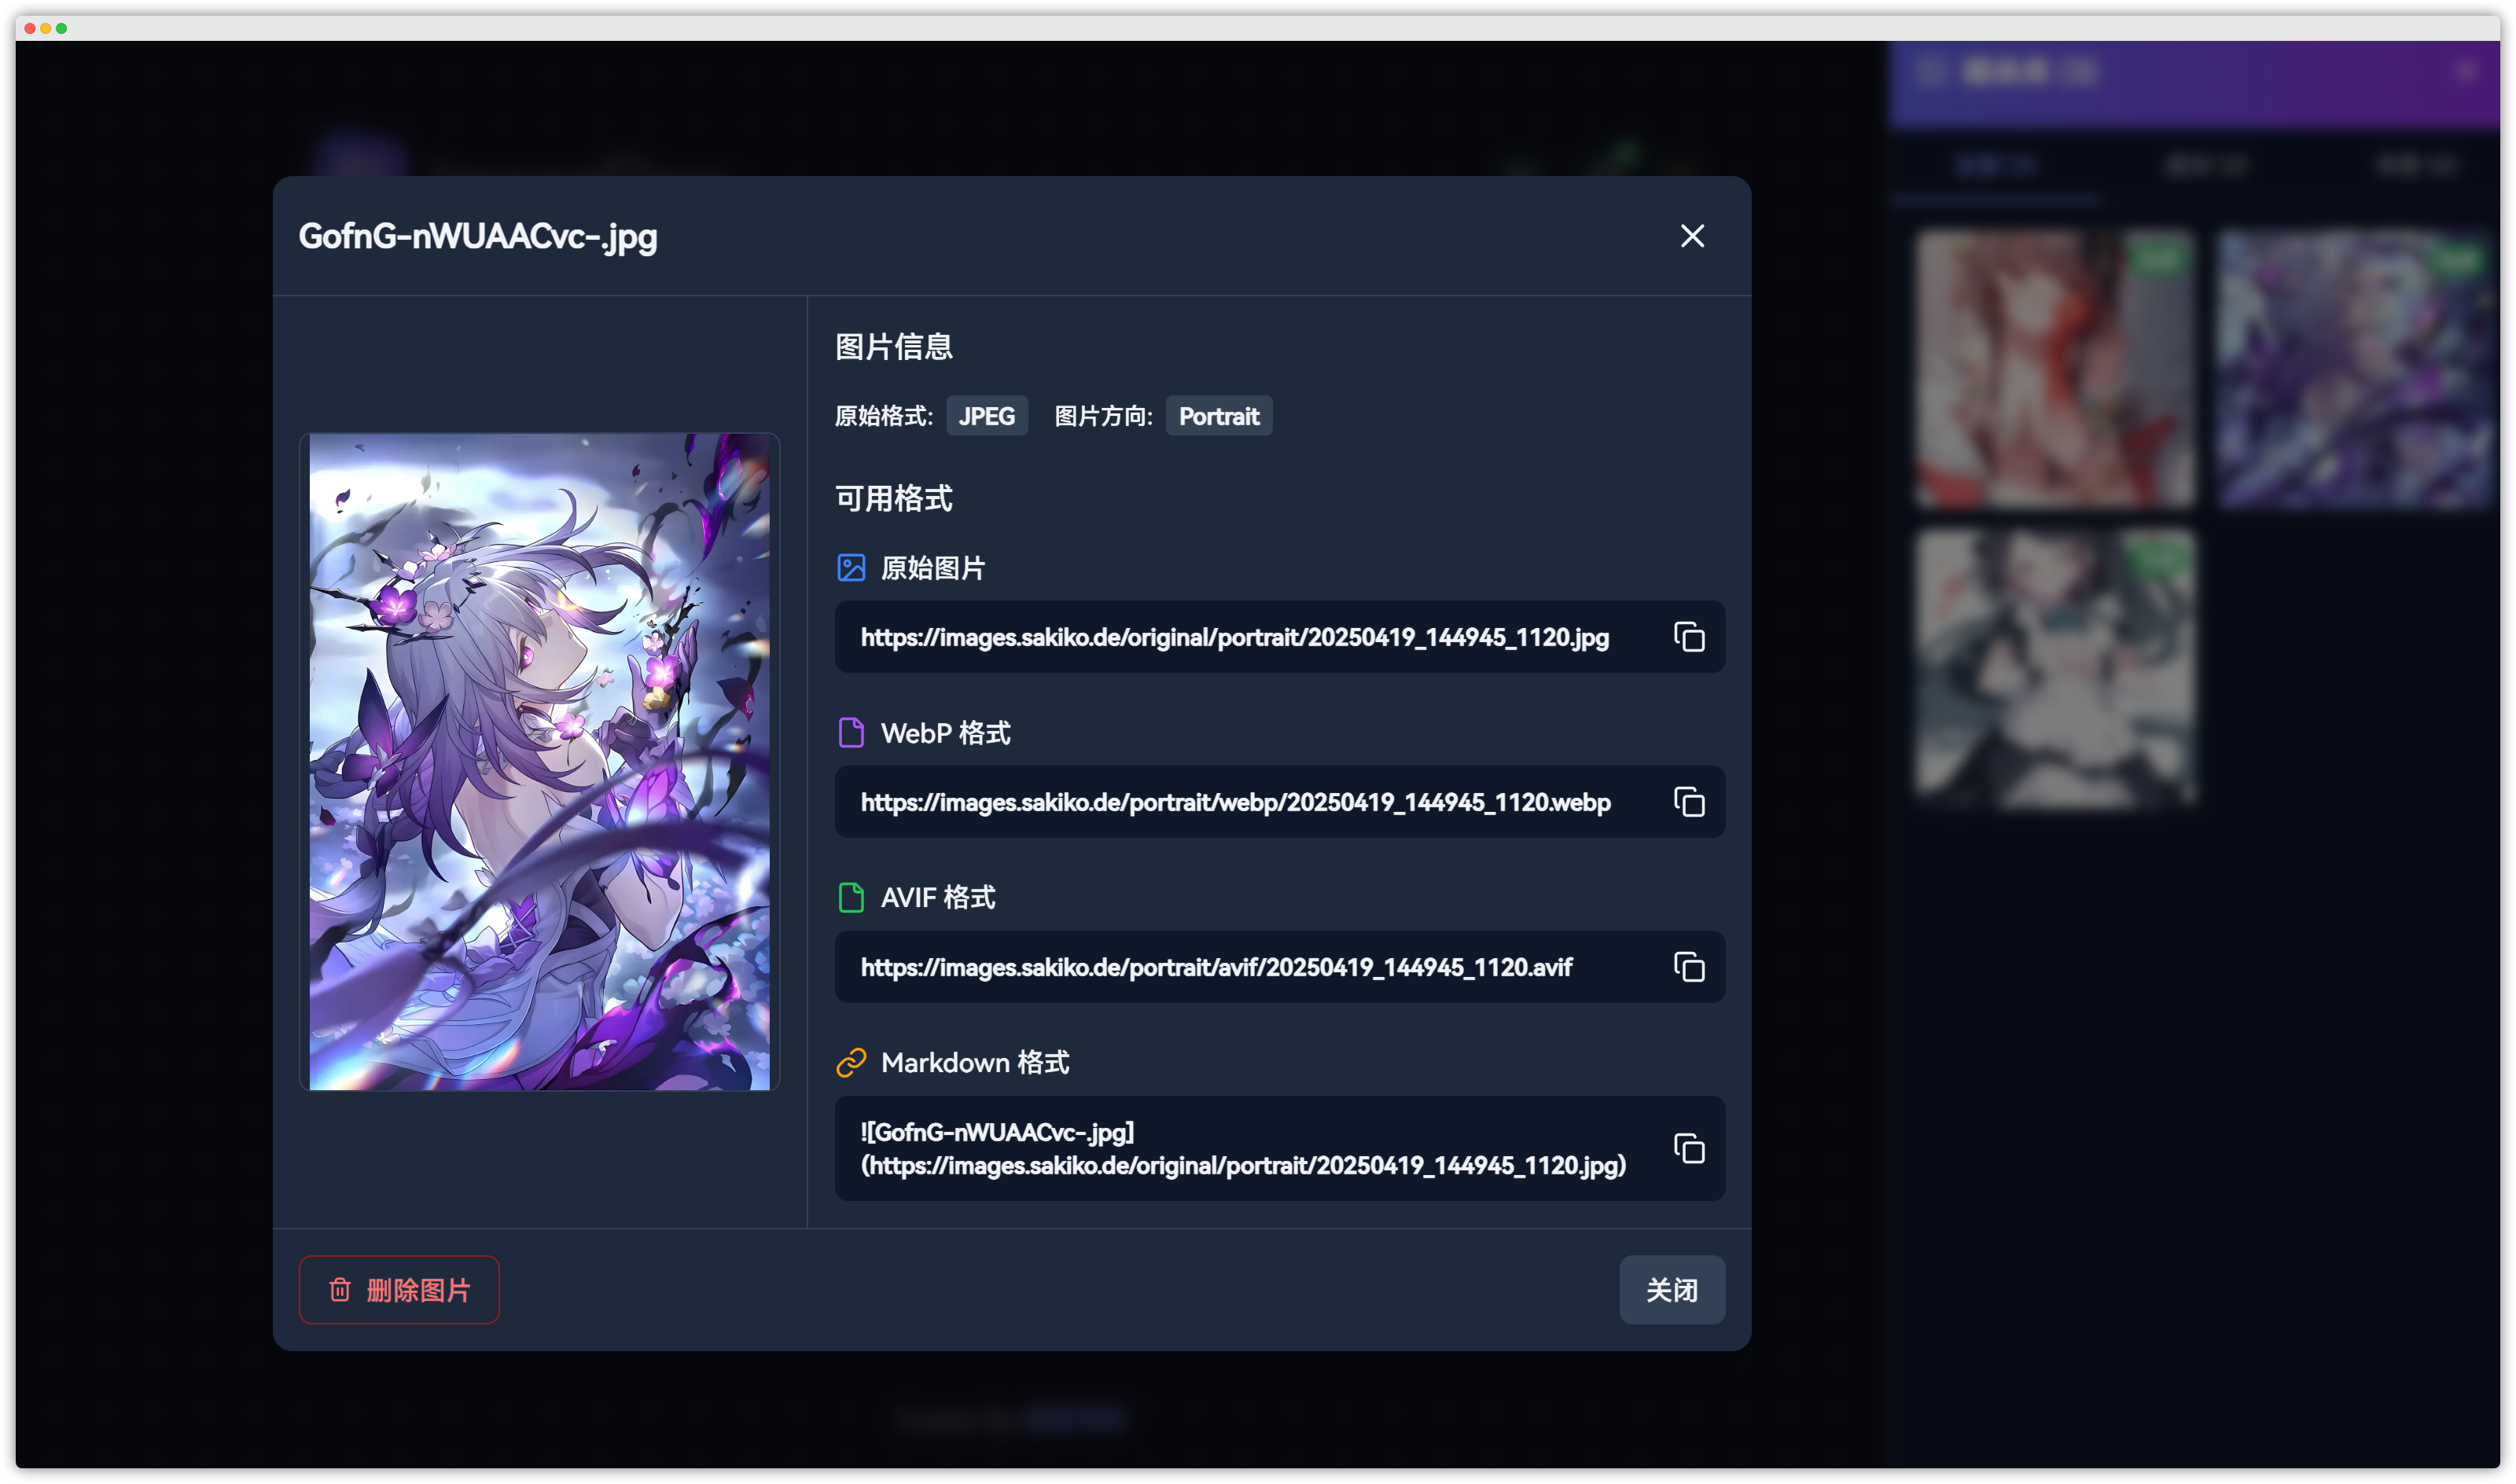 GofnG-nWUAACvc-.jpg
图片信息
原始格式: JPEG 图片方向: Portrait
可用格式
原始图片
https://images.sakiko.de/original/portrait/20250419_144945_1120.jpg
WebP 格式
https://images.sakiko.de/portrait/webp/20250419_144945_1120.webp
AVIF 格式
https://images.sakiko.de/portrait/avif/20250419_144945_1120.avif
Markdown 格式
![GofnG-nWUAACvc-.jpg]
(https://images.sakiko.de/original/portrait/20250419_144945_1120.jpg)
删除图片
关闭